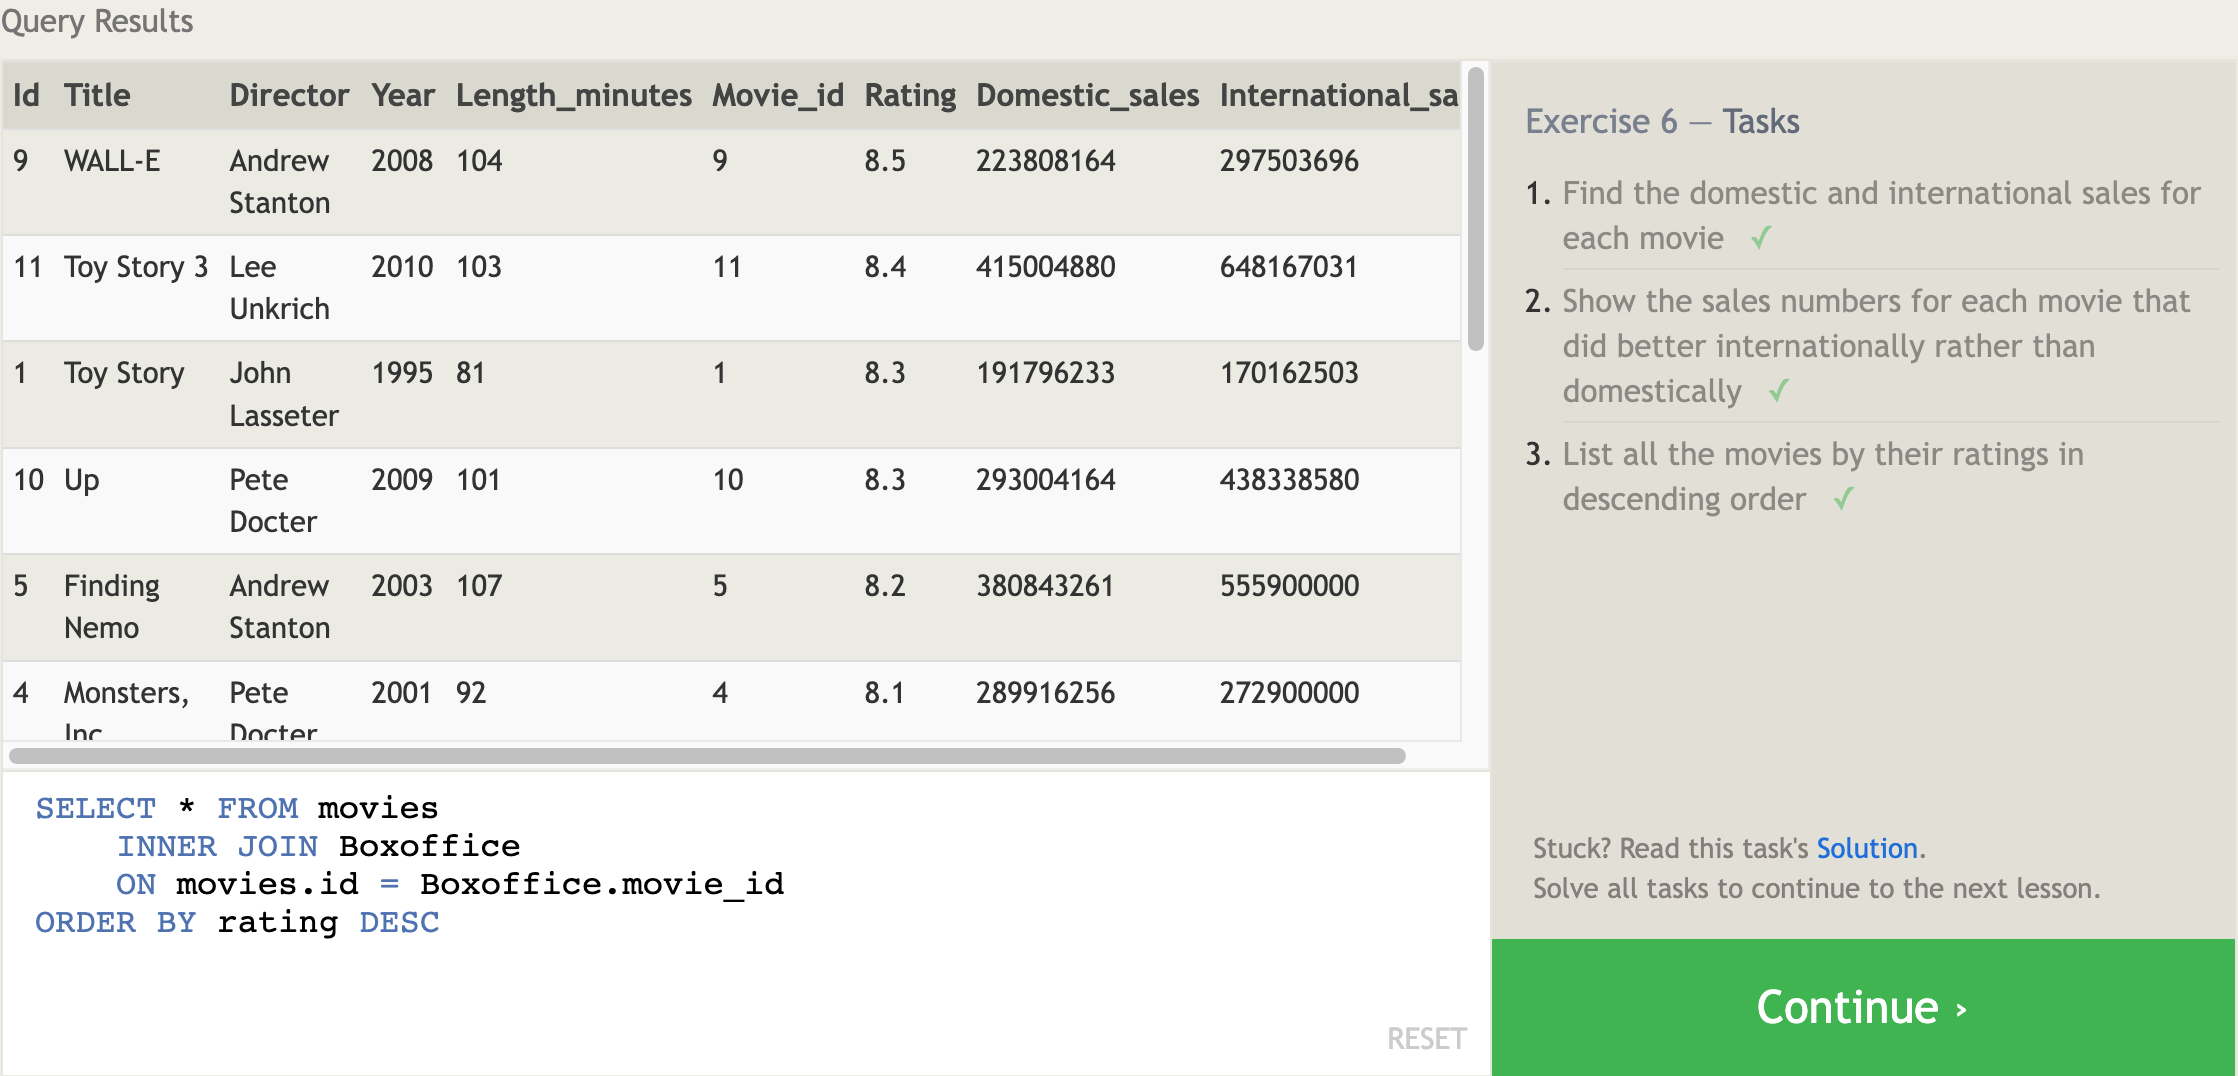 Query Results
Id Title Director Year Length_minutes Movie_id Rating Domestic_sales International_sa
9 WALL-E Andrew 2008 104 9 8.5 223808164 297503696
Stanton
11 Toy Story 3 Lee 2010 103 11 8.4 415004880 648167031
Unkrich
1 Toy Story John 1995 81 1 8.3 191796233 170162503
Lasseter
10 Up Pete 2009 101 10 8.3 293004164 438338580
Docter
5 Finding Andrew 2003 107 5 8.2 380843261 555900000
Nemo Stanton
4 Monsters, Pete 2001 92 4 8.1 289916256 272900000
Inc Docter
SELECT * FROM movies
INNER JOIN Boxoffice
ON movies.id = Boxoffice.movie_id
ORDER BY rating DESC
RESET
Exercise 6 — Tasks
1. Find the domestic and international sales for
each movie ✓
2. Show the sales numbers for each movie that
did better internationally rather than
domestically ✓
3. List all the movies by their ratings in
descending order ✓
Stuck? Read this task's Solution.
Solve all tasks to continue to the next lesson.
Continue ›